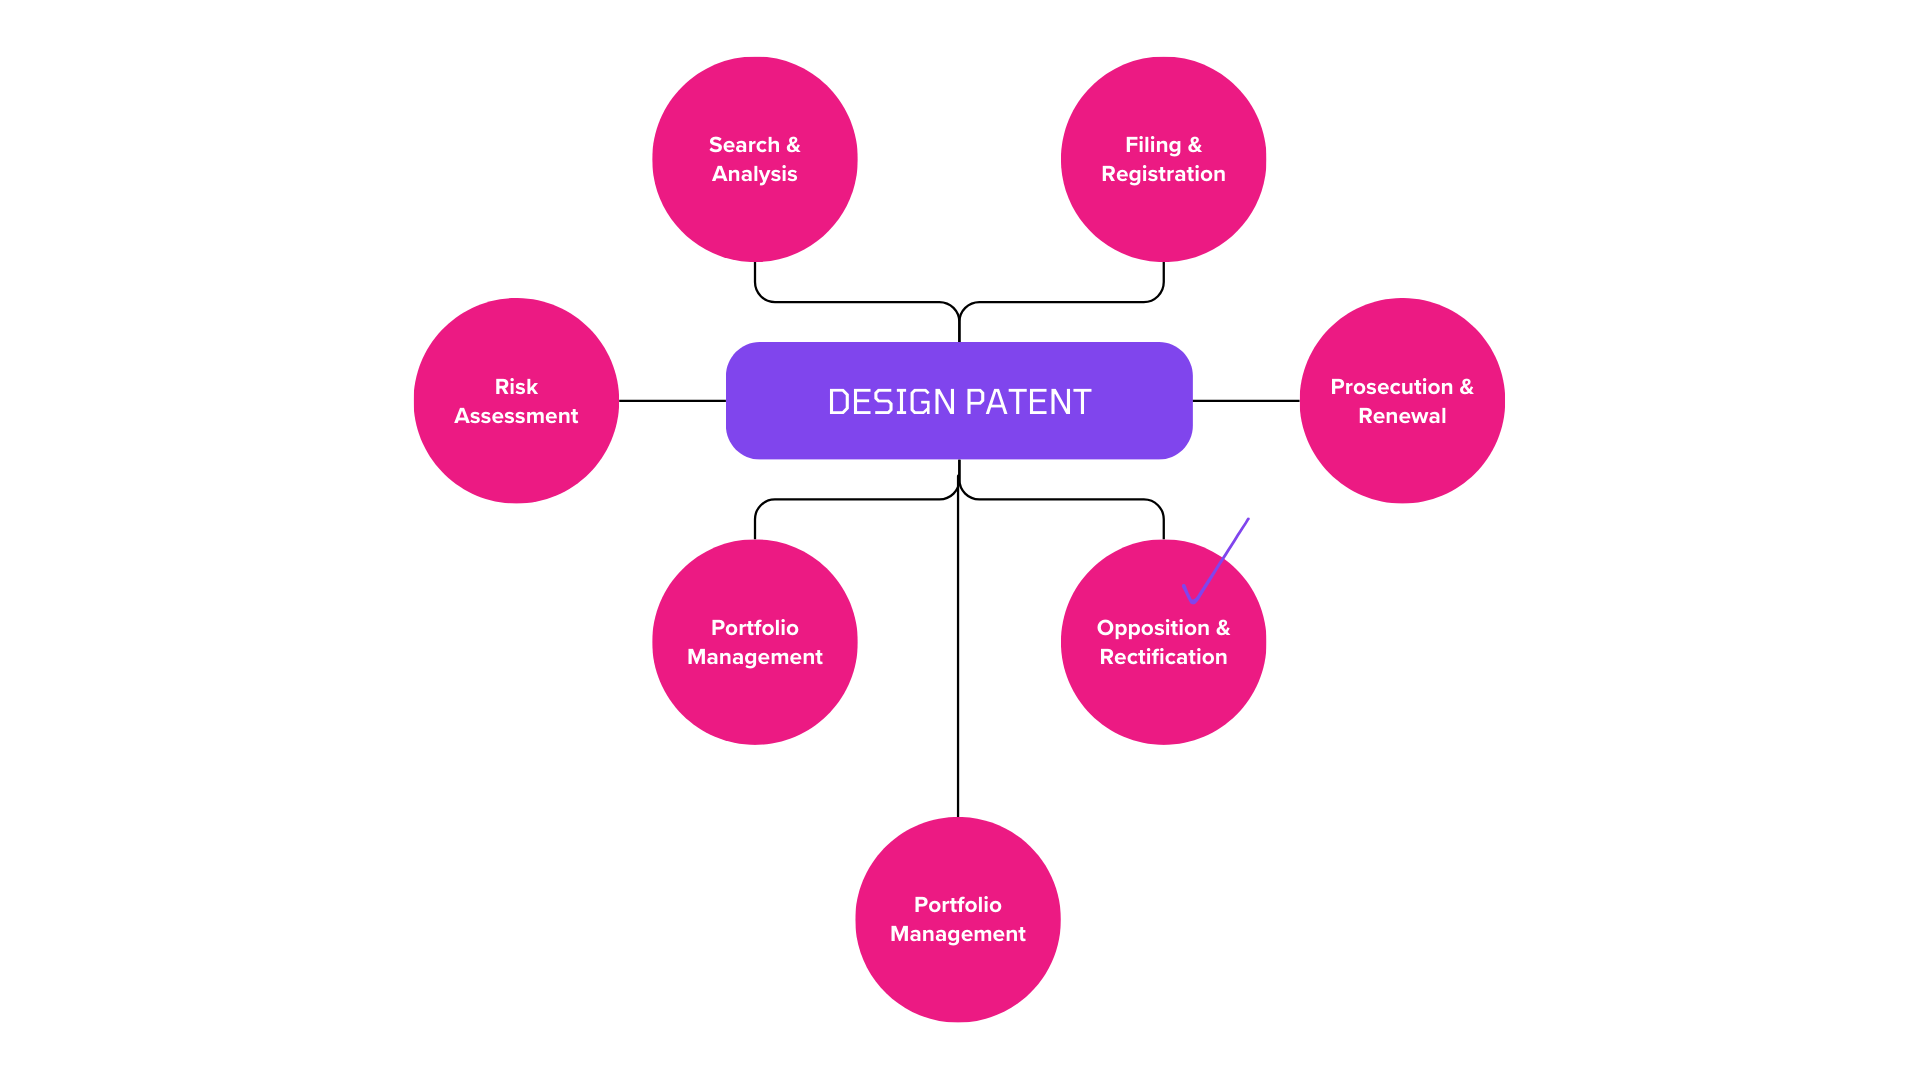 Search &
Analysis
Filing &
Registration
Risk
Assessment
DESIGN PATENT
Prosecution &
Renewal
Portfolio
Management
Opposition &
Rectification
Portfolio
Management